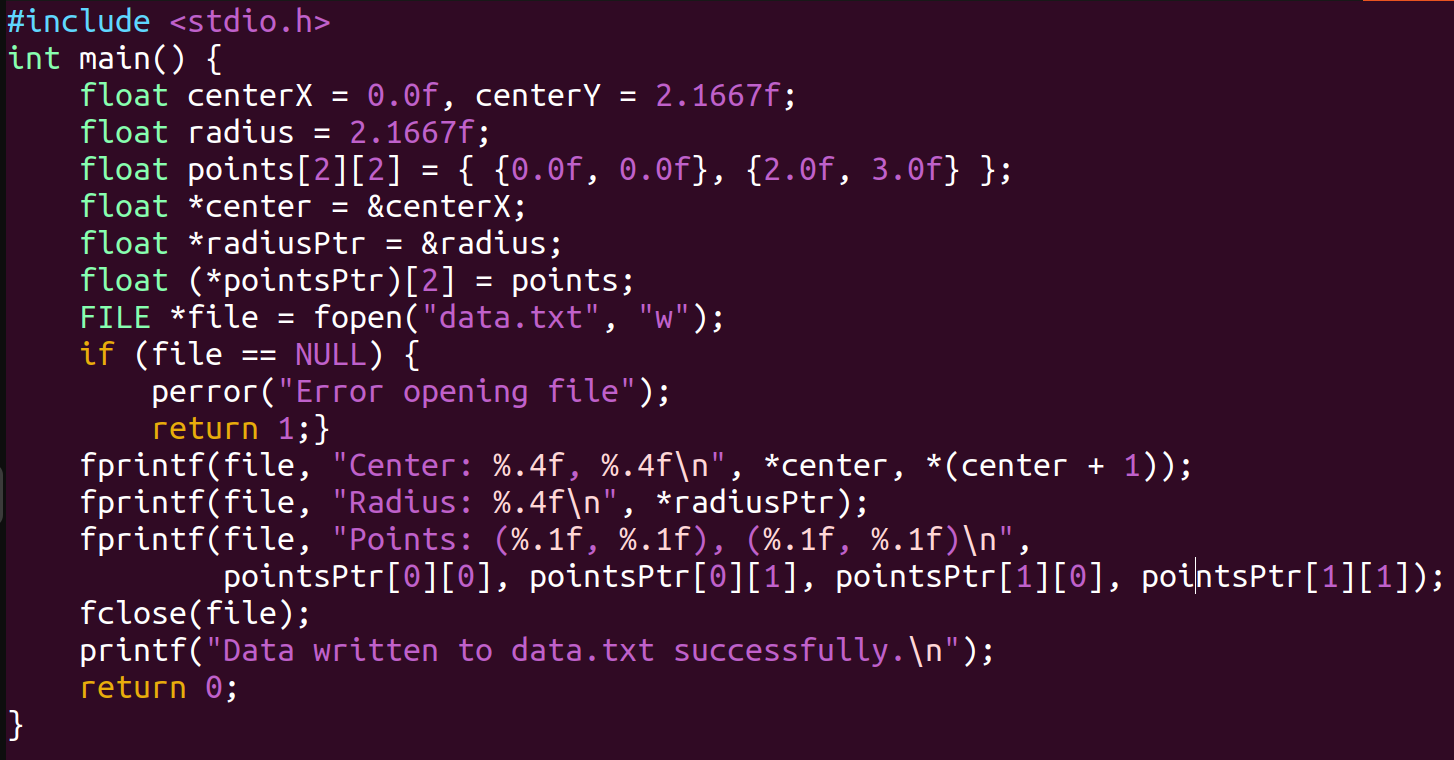 #include <stdio.h>
int main() {
    float centerX = 0.0f, centerY = 2.1667f;
    float radius = 2.1667f;
    float points[2][2] = { {0.0f, 0.0f}, {2.0f, 3.0f} };
    float *center = &centerX;
    float *radiusPtr = &radius;
    float (*pointsPtr)[2] = points;
    FILE *file = fopen("data.txt", "w");
    if (file == NULL) {
        perror("Error opening file");
        return 1;}
    fprintf(file, "Center: %.4f, %.4f\n", *center, *(center + 1));
    fprintf(file, "Radius: %.4f\n", *radiusPtr);
    fprintf(file, "Points: (%.1f, %.1f), (%.1f, %.1f)\n",
            pointsPtr[0][0], pointsPtr[0][1], pointsPtr[1][0], pointsPtr[1][1]);
    fclose(file);
    printf("Data written to data.txt successfully.\n");
    return 0;
}